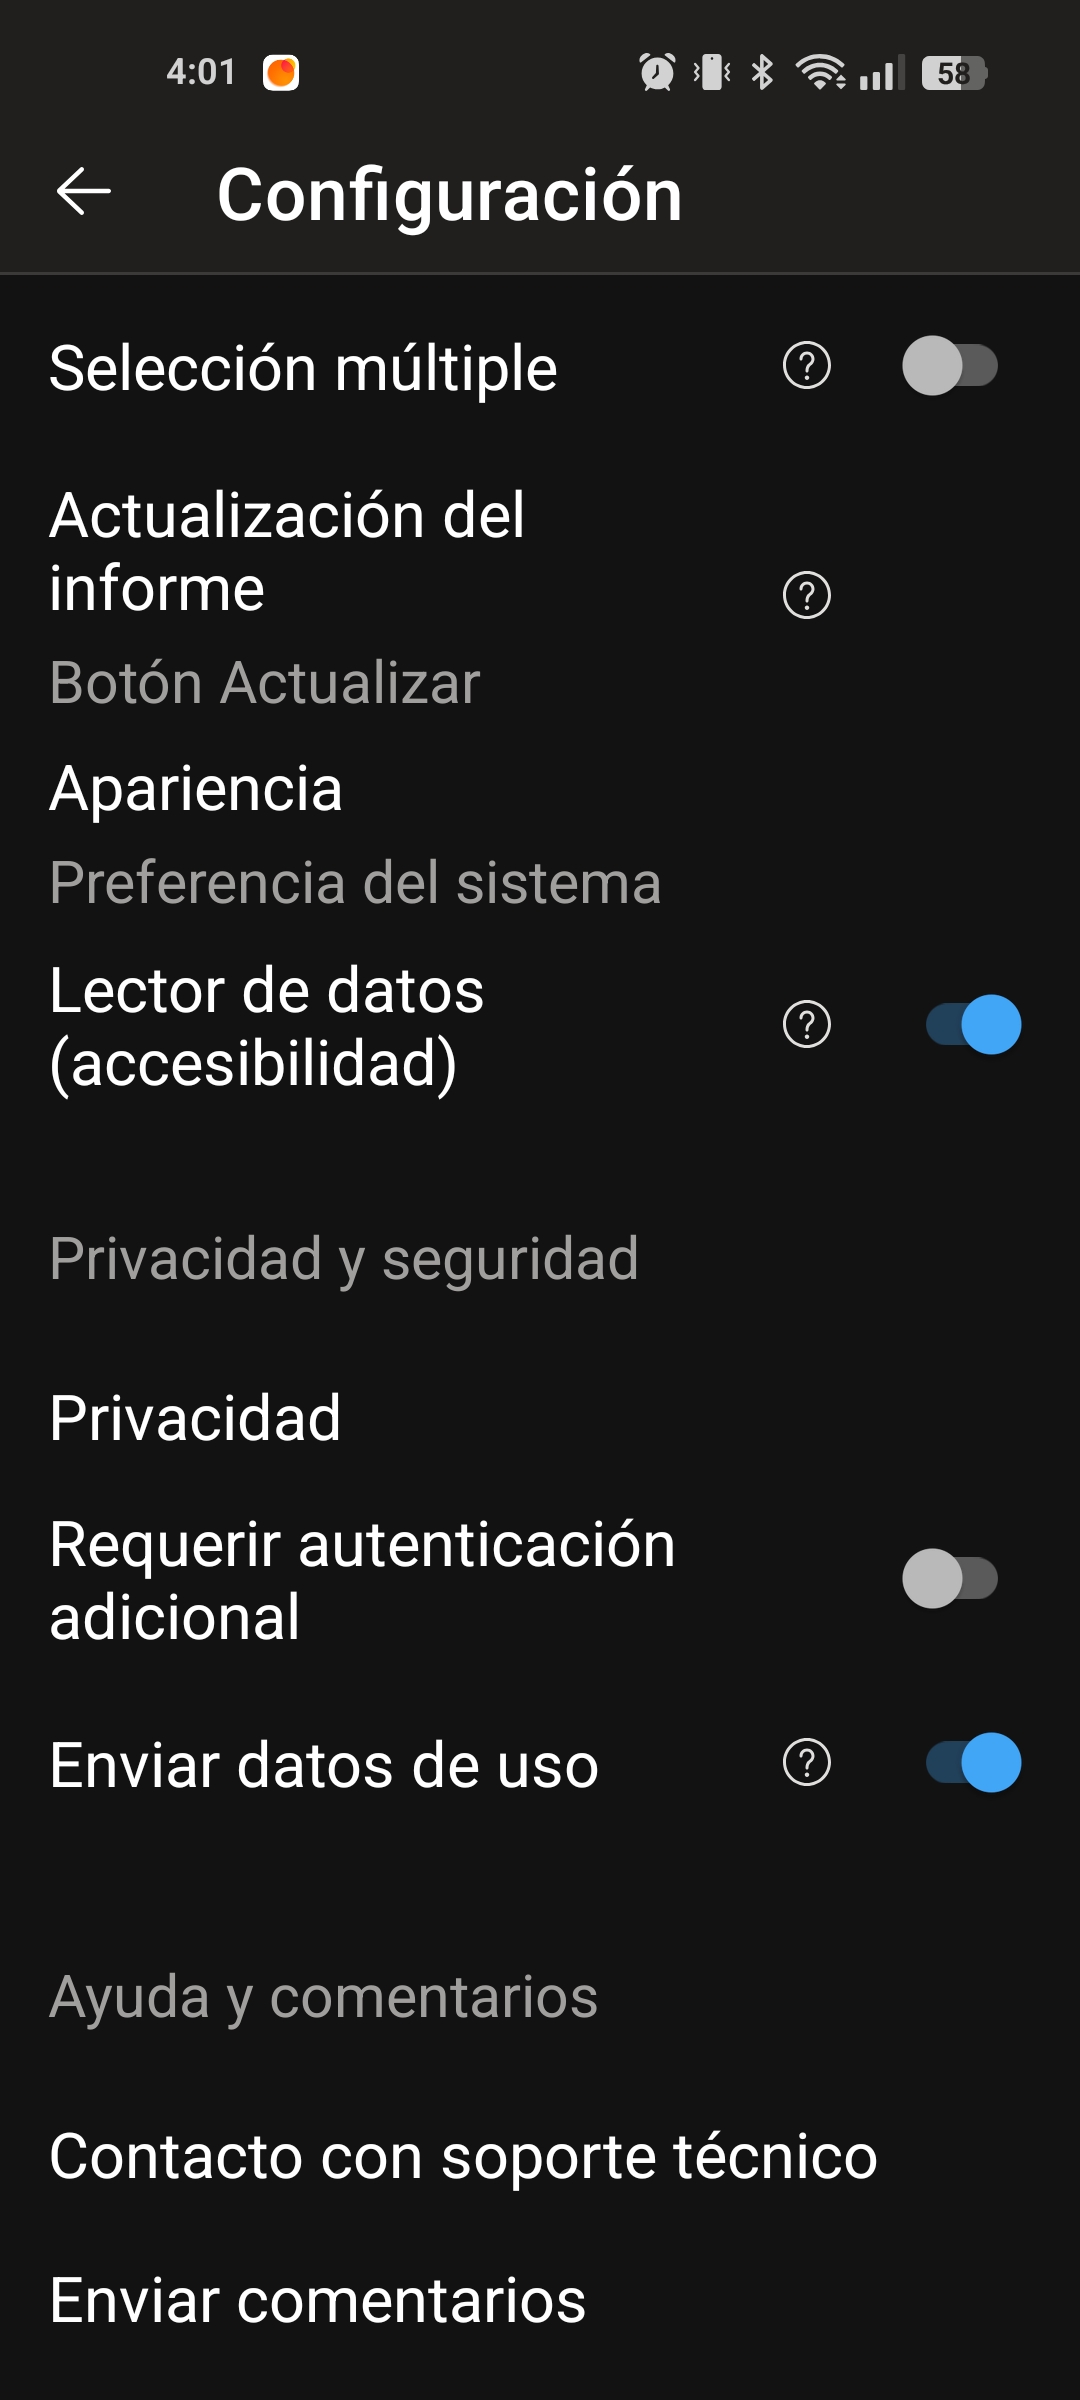 4:01
58
Configuración
Selección múltiple
Actualización del
informe
Botón Actualizar
Apariencia
Preferencia del sistema
Lector de datos
(accesibilidad)
Privacidad y seguridad
Privacidad
Requerir autenticación
adicional
Enviar datos de uso
Ayuda y comentarios
Contacto con soporte técnico
Enviar comentarios